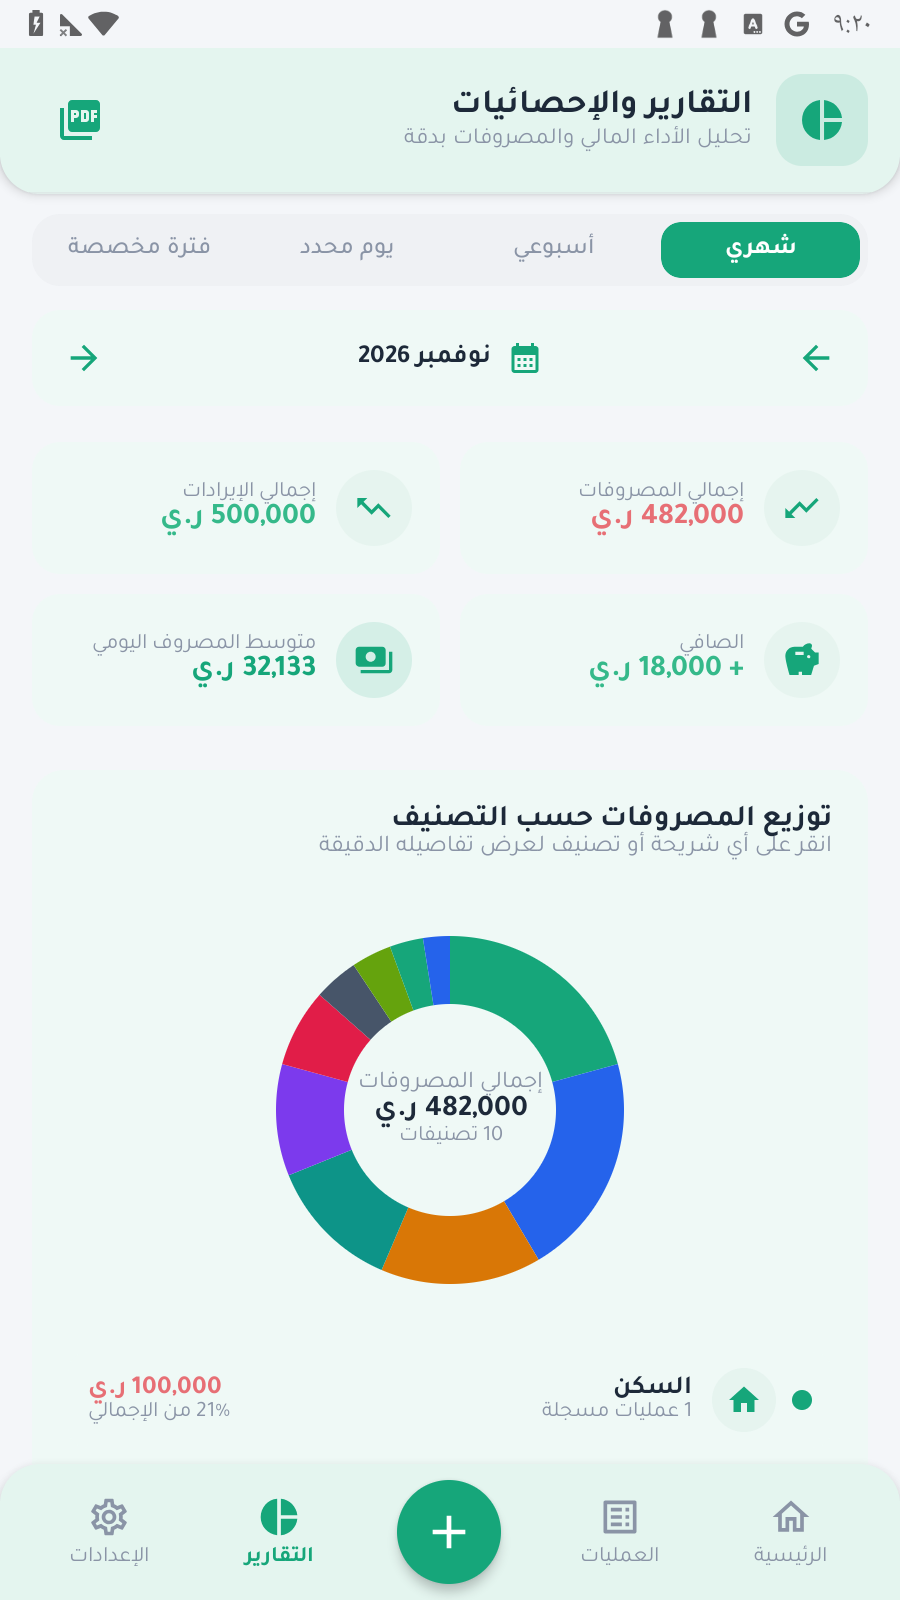 ٩:٢٠
التقارير والإحصائيات
تحليل الأداء المالي والمصروفات بدقة
PDF
شهري
أسبوعي
يوم محدد
فترة مخصصة
نوفمبر 2026
إجمالي المصروفات
482,000 ر.ي
إجمالي الإيرادات
500,000 ر.ي
الصافي
+ 18,000 ر.ي
متوسط المصروف اليومي
32,133 ر.ي
توزيع المصروفات حسب التصنيف
انقر على أي شريحة أو تصنيف لعرض تفاصيله الدقيقة
إجمالي المصروفات
482,000 ر.ي
10 تصنيفات
السكن
1 عمليات مسجلة
100,000 ر.ي
21% من الإجمالي
الرئيسية
العمليات
التقارير
الإعدادات